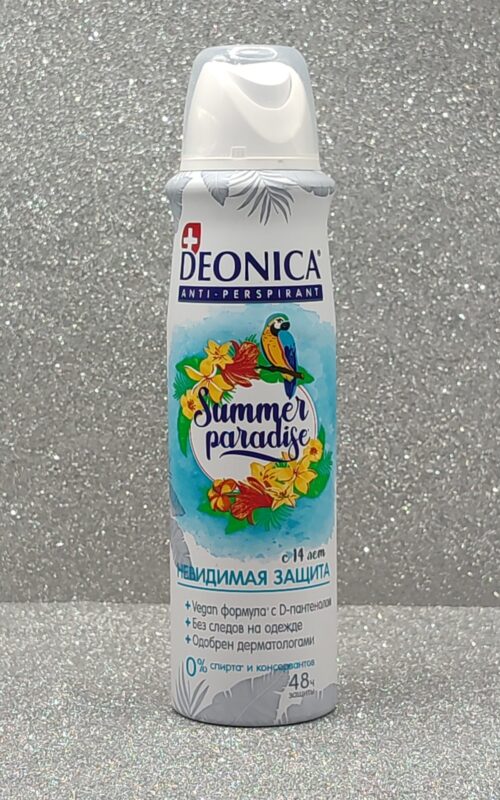 DEONICA®
ANTI-PERSPIRANT
Summer
paradise
с 14 лет
НЕВИДИМАЯ ЗАЩИТА
+ Vegan формула* с D-пантенолом
+ Без следов на одежде
+ Одобрен дерматологами
0% спирта* и консервантов
48ч
защиты